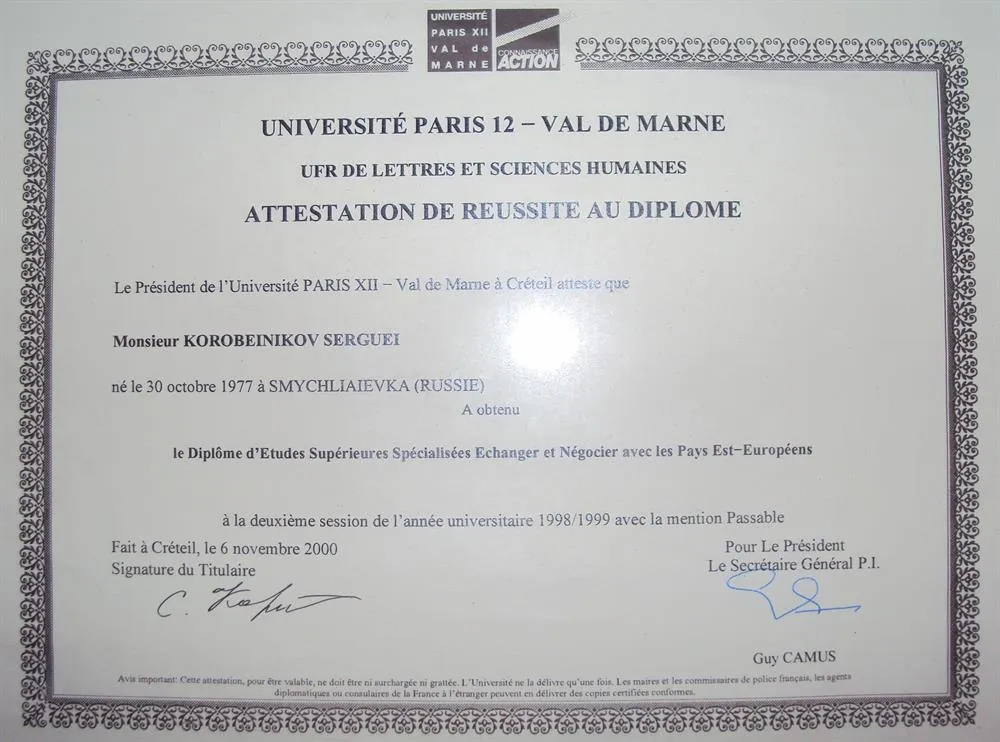 UNIVERSITÉ
PARIS XII
VAL de
MARNE
CONNAISSANCE
ACTION
UNIVERSITÉ PARIS 12 – VAL DE MARNE
UFR DE LETTRES ET SCIENCES HUMAINES
ATTESTATION DE REUSSITE AU DIPLOME
Le Président de l'Université PARIS XII – Val de Marne à Créteil atteste que
Monsieur KOROBEINIKOV SERGUEI
né le 30 octobre 1977 à SMYCHLIAIEVKA (RUSSIE)
A obtenu
le Diplôme d'Etudes Supérieures Spécialisées Echanger et Négocier avec les Pays Est-Européens
à la deuxième session de l'année universitaire 1998/1999 avec la mention Passable
Fait à Créteil, le 6 novembre 2000
Signature du Titulaire
Pour Le Président
Le Secrétaire Général P.I.
Guy CAMUS
Avis important: Cette attestation, pour être valable, ne doit être ni surchargée ni grattée. L'Université ne la délivre qu'une fois. Les maires et les commissaires de police français, les agents
diplomatiques ou consulaires de la France à l'étranger peuvent en délivrer des copies certifiées conformes.